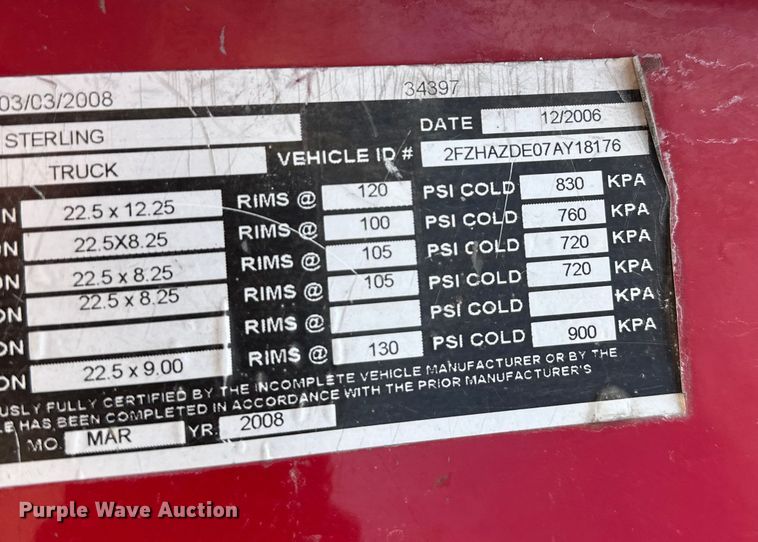 03/03/2008 34397
STERLING DATE 12/2006
TRUCK VEHICLE ID # 2FZHAZDE07AY18176
ON 22.5 x 12.25 RIMS @ 120 PSI COLD 830 KPA
ON 22.5X8.25 RIMS @ 100 PSI COLD 760 KPA
ON 22.5 x 8.25 RIMS @ 105 PSI COLD 720 KPA
ON 22.5 x 8.25 RIMS @ 105 PSI COLD 720 KPA
ON RIMS @ PSI COLD KPA
ON 22.5 x 9.00 RIMS @ 130 PSI COLD 900 KPA
OUSLY FULLY CERTIFIED BY THE INCOMPLETE VEHICLE MANUFACTURER OR BY THE
LE HAS BEEN COMPLETED IN ACCORDANCE WITH THE PRIOR MANUFACTURER'S
MO. MAR YR. 2008
Purple Wave Auction